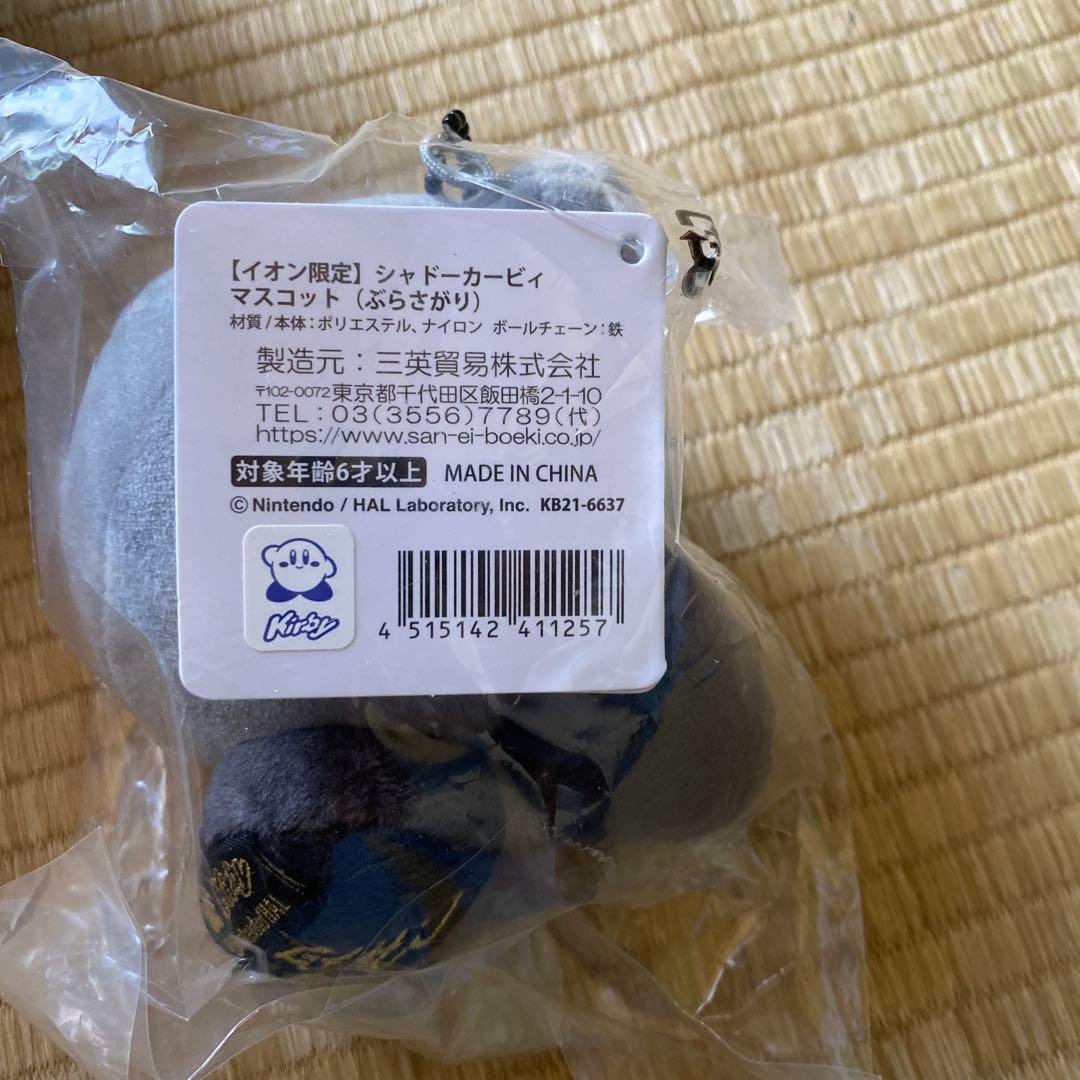 【イオン限定】シャドーカービィ
マスコット（ぶらさがり）
材質/本体：ポリエステル、ナイロン ボールチェーン：鉄
製造元：三英貿易株式会社
〒102-0072東京都千代田区飯田橋2-1-10
TEL：03(3556)7789(代)
https://www.san-ei-boeki.co.jp/
対象年齢6才以上 MADE IN CHINA
©Nintendo / HAL Laboratory, Inc. KB21-6637
Kirby
4 515142 411257